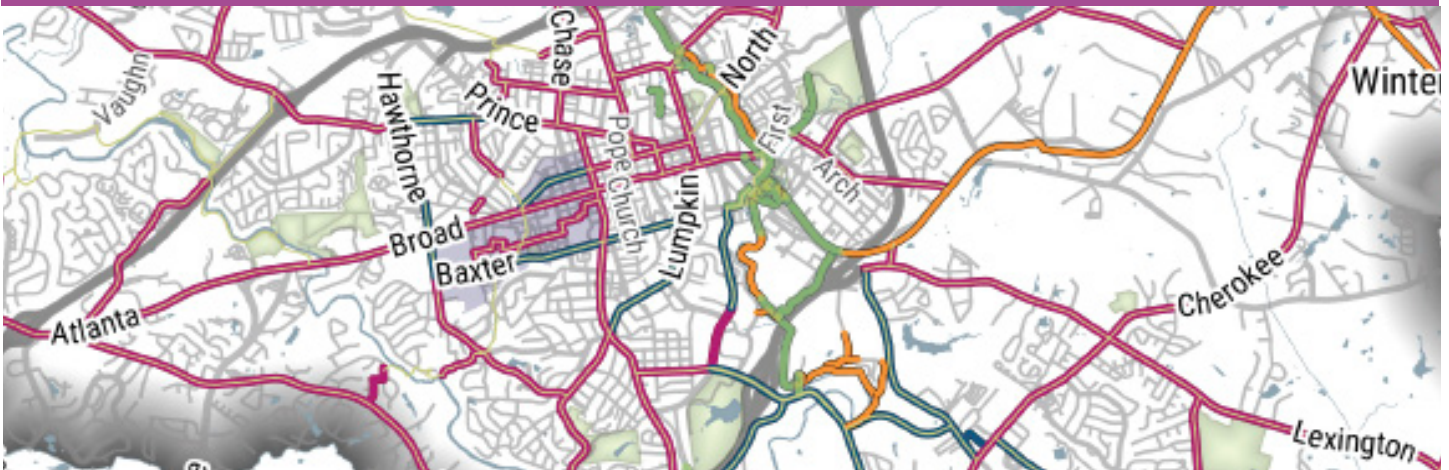 Chase
North
Vaughn
Hawthorne
Prince
Winter
First
Pope
Church
Arch
Lumpkin
Broad
Baxter
Cherokee
Atlanta
Lexington